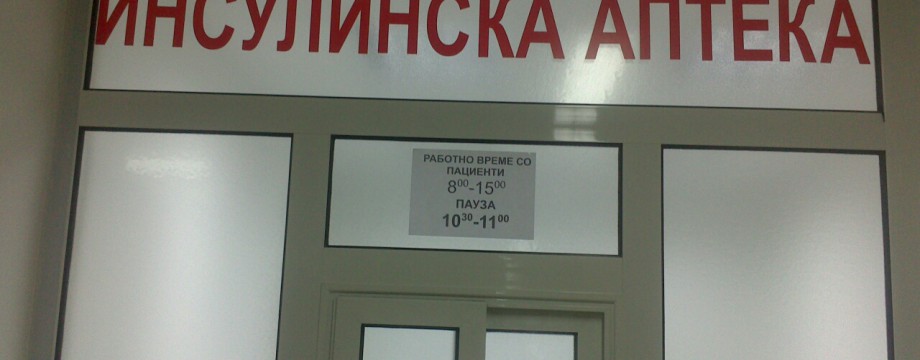 ИНСУЛИНСКА АПТЕКА
РАБОТНО ВРЕМЕ СО
ПАЦИЕНТИ
8⁰⁰-15⁰⁰
ПАУЗА
10³⁰-11⁰⁰